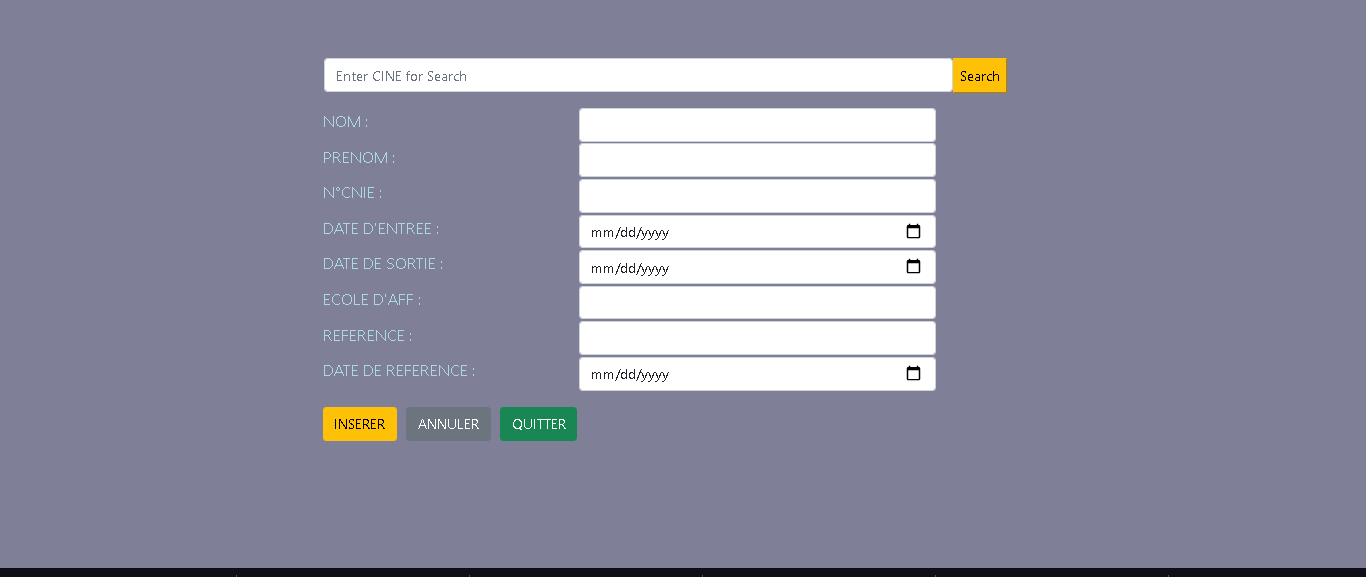 Enter CINE for Search Search
NOM :
PRENOM :
N°CNIE :
DATE D'ENTREE : mm/dd/yyyy
DATE DE SORTIE : mm/dd/yyyy
ECOLE D'AFF :
REFERENCE :
DATE DE REFERENCE : mm/dd/yyyy
INSERER ANNULER QUITTER